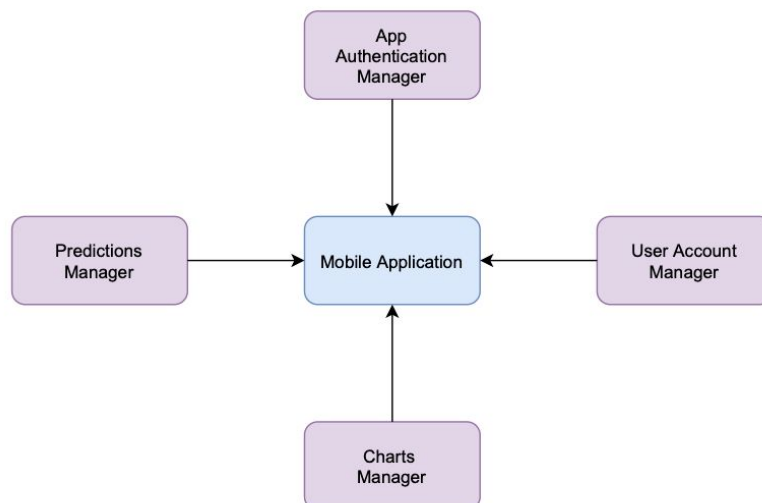 App
Authentication
Manager
Predictions
Manager
Mobile Application
User Account
Manager
Charts
Manager